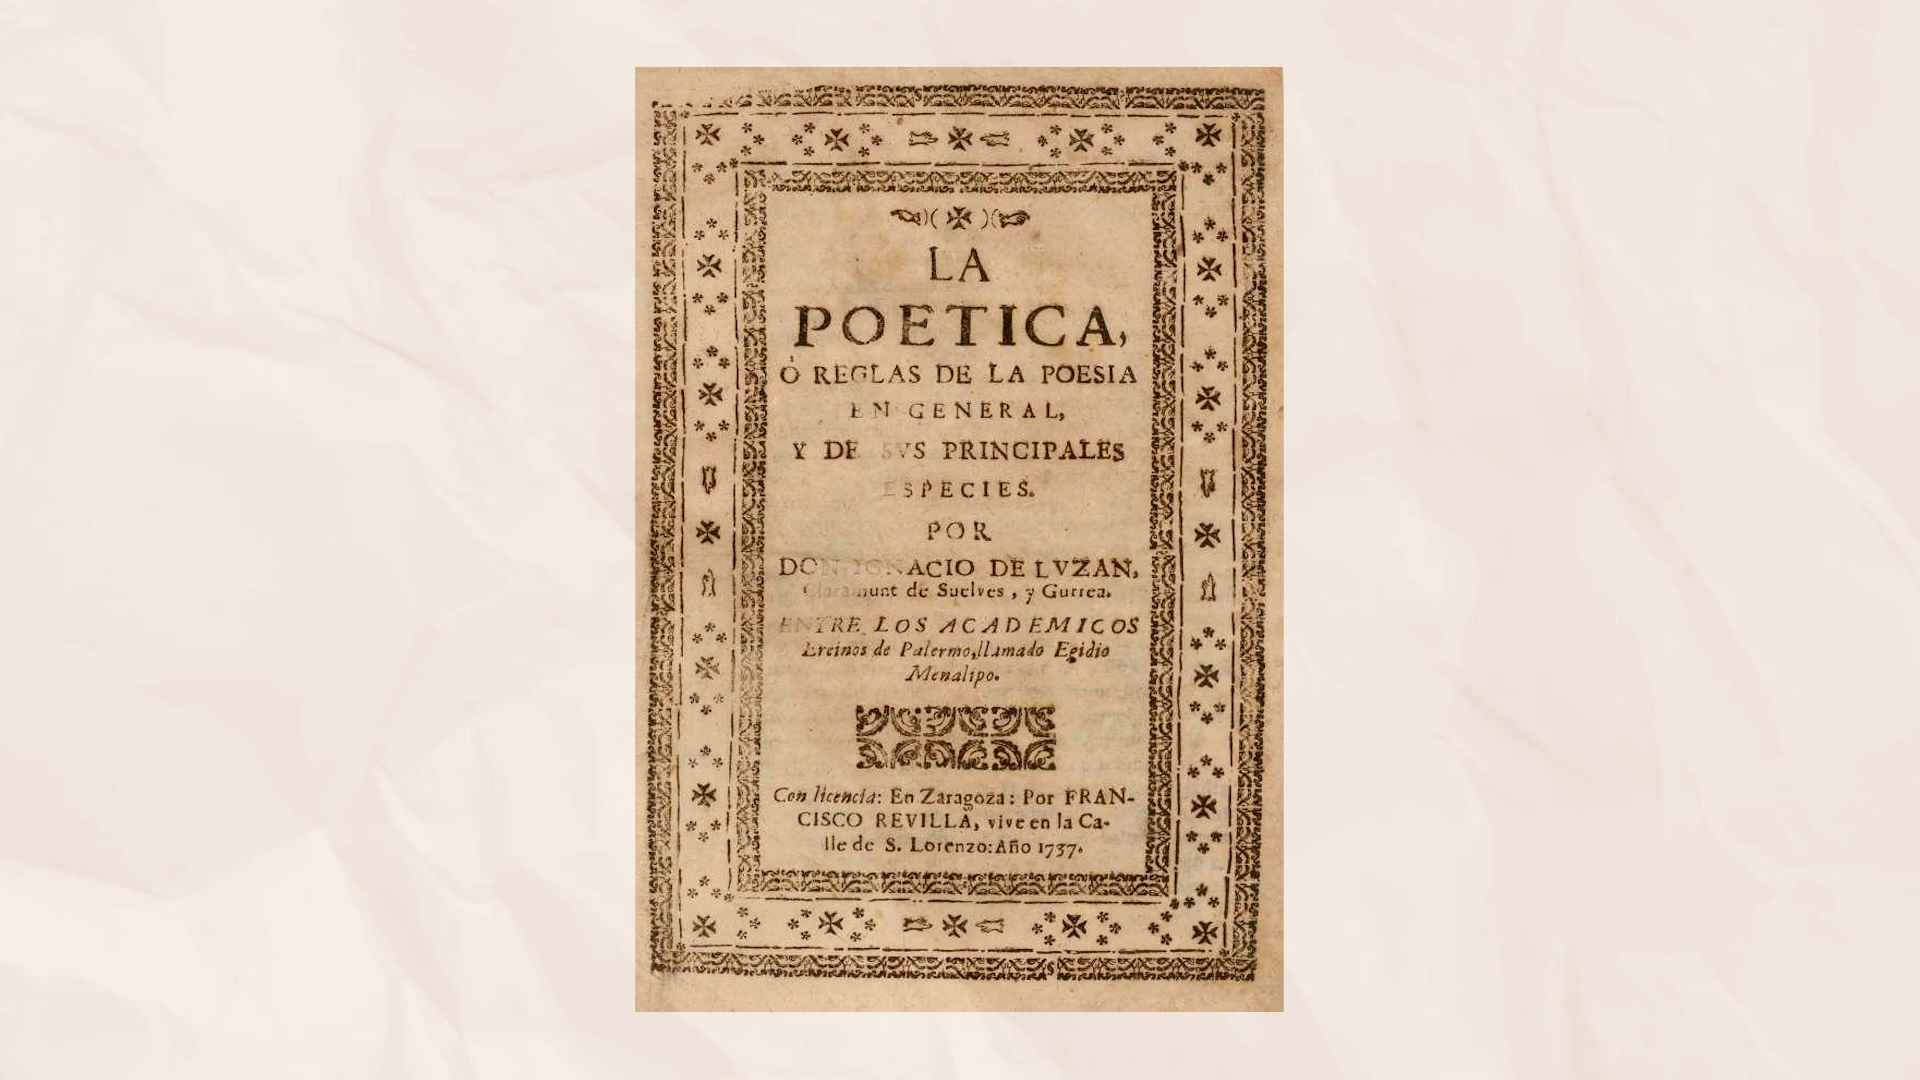 LA
POETICA,
Ò REGLAS DE LA POESIA
EN GENERAL,
Y DE SVS PRINCIPALES
ESPECIES.
POR
DON IGNACIO DE LVZAN,
Claramunt de Suelves, y Gurrea.
ENTRE LOS ACADEMICOS
Ereinos de Palermo, llamado Egidio
Menalipo.
Con licencia: En Zaragoza: Por FRAN-
CISCO REVILLA, vive en la Ca-
lle de S. Lorenzo: Año 1737.